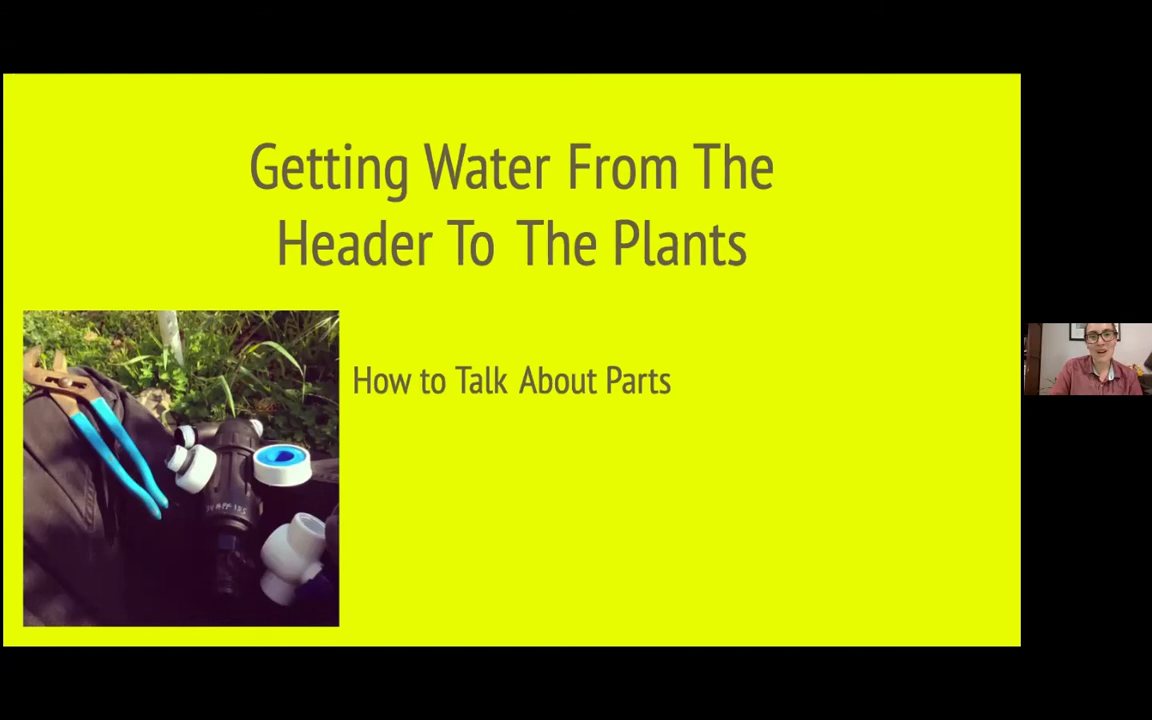 Getting Water From The
Header To The Plants
How to Talk About Parts